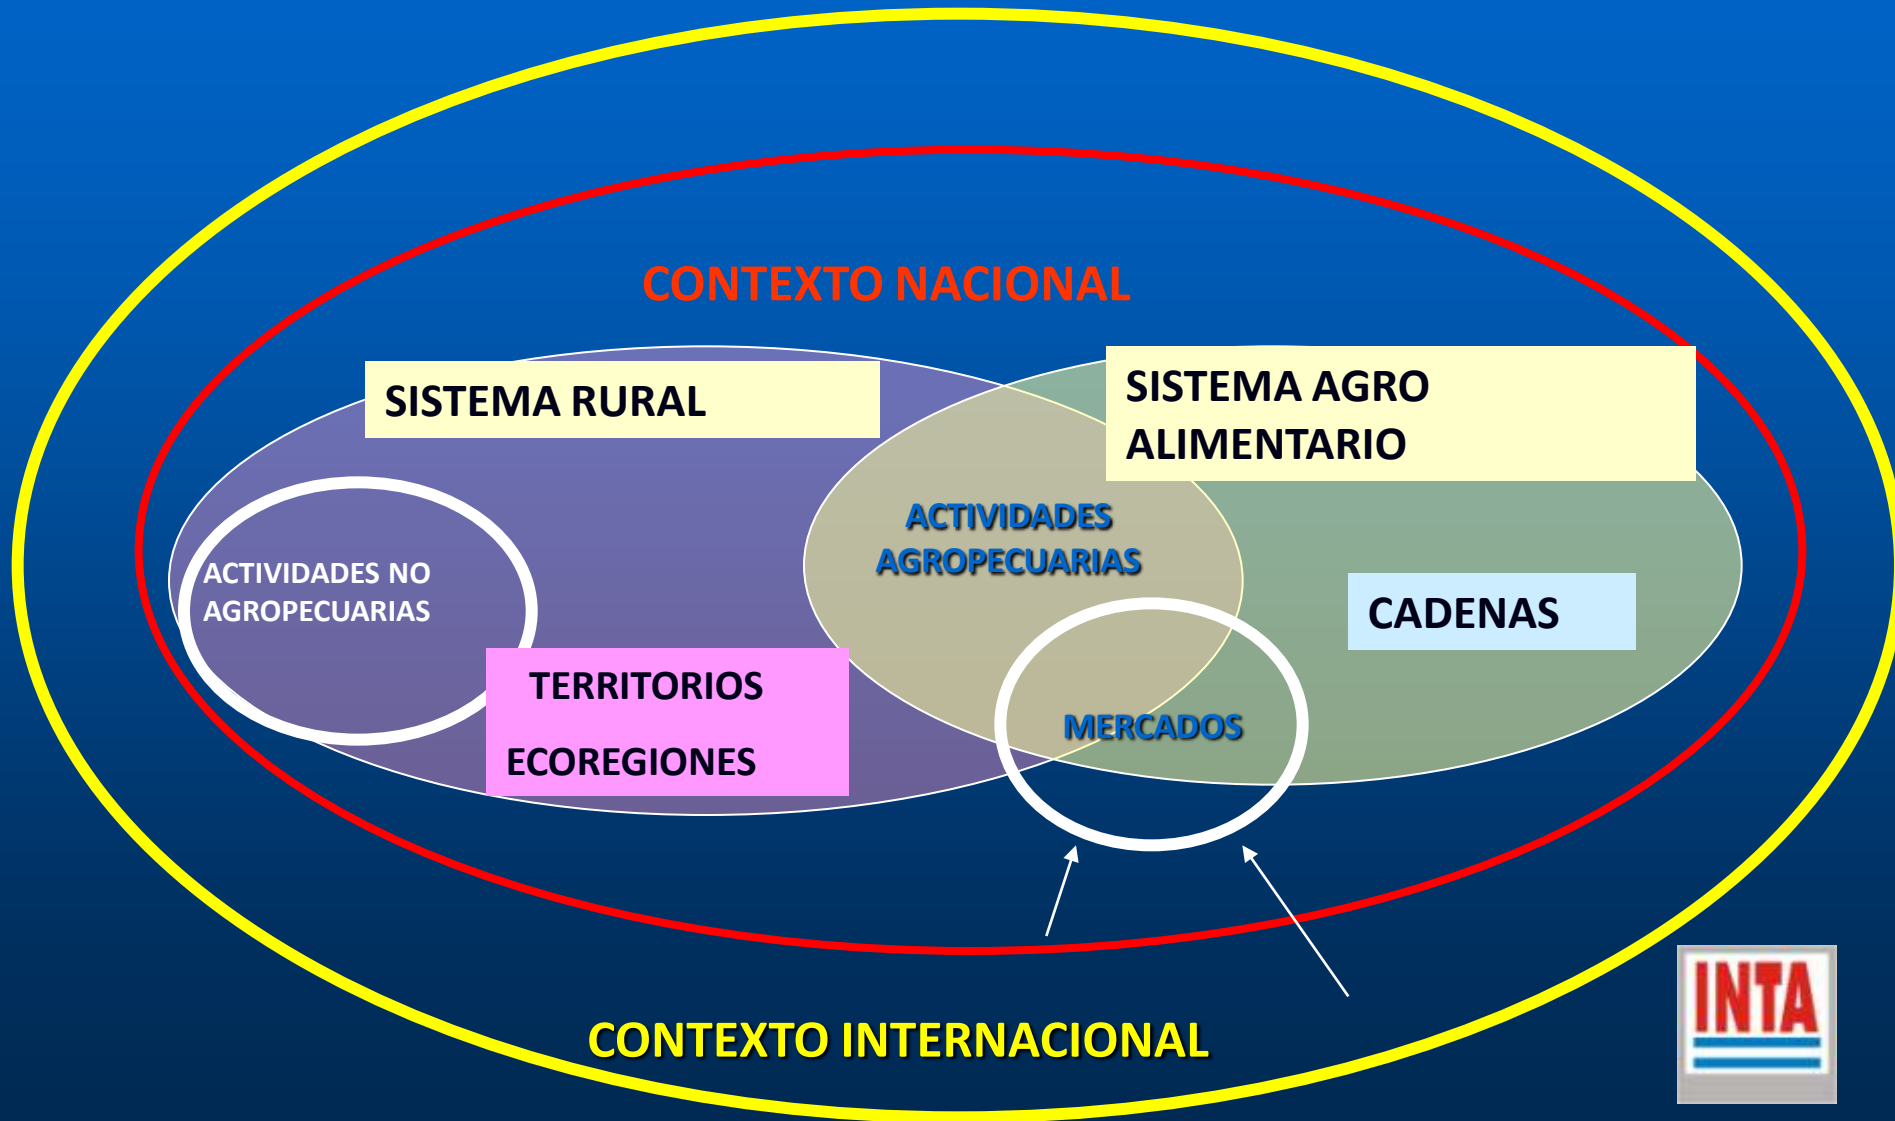 CONTEXTO NACIONAL
SISTEMA RURAL
SISTEMA AGRO
ALIMENTARIO
ACTIVIDADES
AGROPECUARIAS
ACTIVIDADES NO
AGROPECUARIAS
CADENAS
TERRITORIOS
ECOREGIONES
MERCADOS
CONTEXTO INTERNACIONAL
INTA